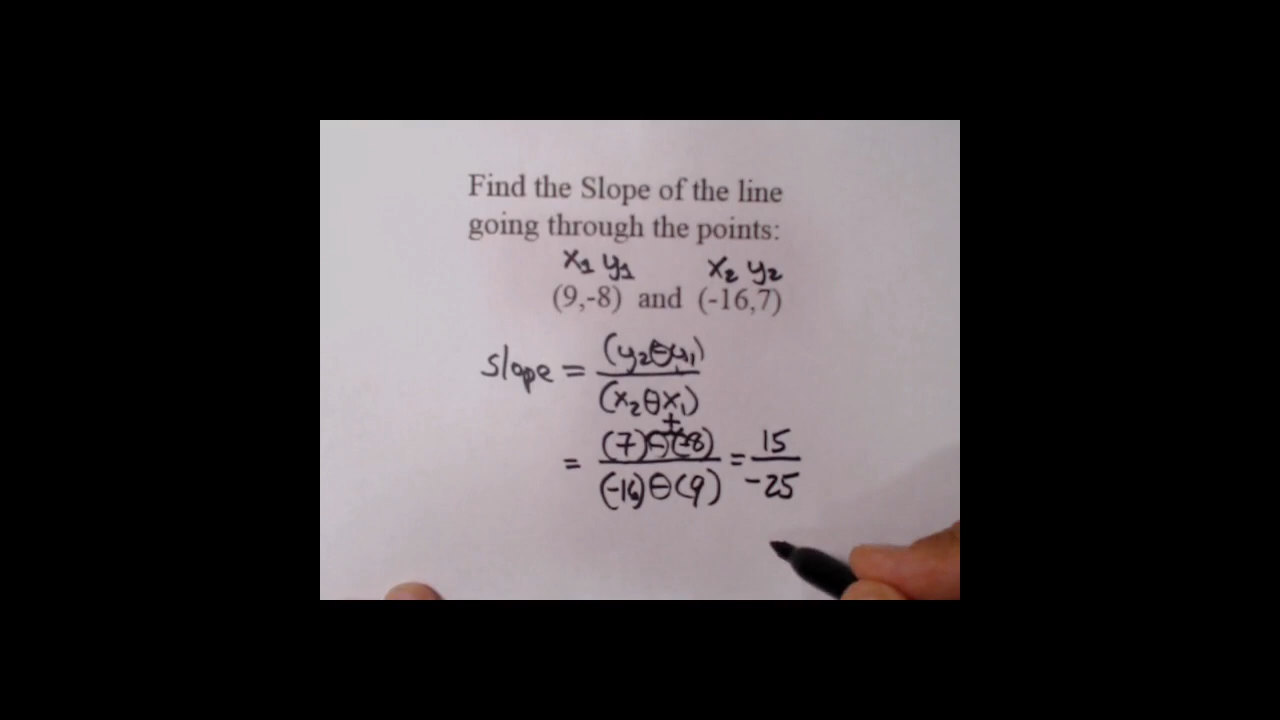 Find the Slope of the line
going through the points:
x1 y1 x2 y2
(9,-8) and (-16,7)
slope = (y2⊖y1)
(x2⊖x1)
= (7)⊖(-8) = 15
+
(-16)⊖(9) -25